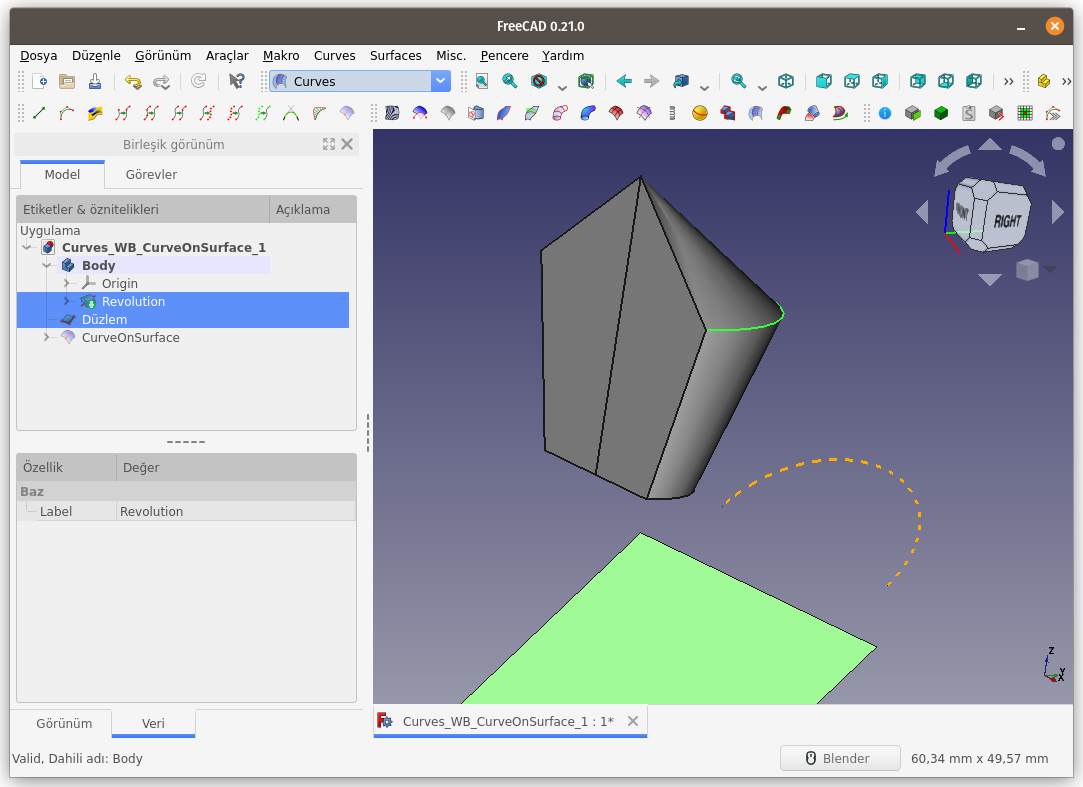 FreeCAD 0.21.0
Dosya Düzenle Görünüm Araçlar Makro Curves Surfaces Misc. Pencere Yardım
Curves
Birleşik görünüm
Model Görevler
Etiketler & öznitelikleri Açıklama
Uygulama
Curves_WB_CurveOnSurface_1
Body
Origin
Revolution
Düzlem
CurveOnSurface
Özellik Değer
Baz
Label Revolution
Görünüm Veri
RIGHT
Z
Y
X
Curves_WB_CurveOnSurface_1 : 1*
Valid, Dahili adı: Body
Blender 60,34 mm x 49,57 mm